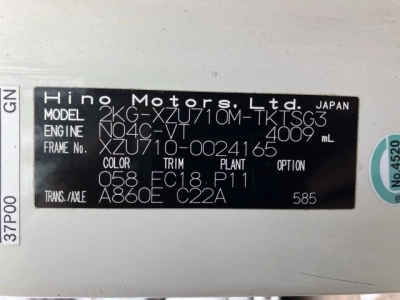 Hino Motors, Ltd. JAPAN
MODEL 2KG-XZU710M-TKTSG3
ENGINE N04C-VT 4009 mL
FRAME No. XZU710-0024165
COLOR TRIM PLANT OPTION
058 FC18 P11
TRANS./AXLE A860E C22A 585
GN
37P00
No.4520